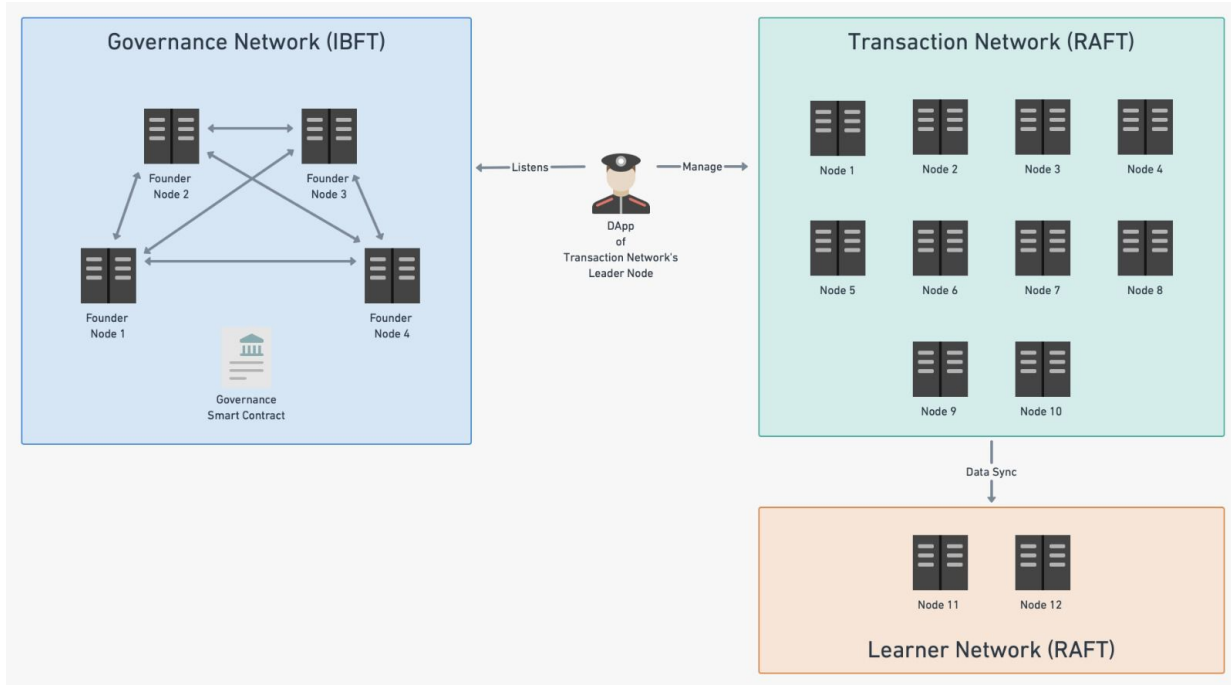 Governance Network (IBFT)
Founder
Node 2
Founder
Node 3
Founder
Node 1
Founder
Node 4
Governance
Smart Contract
Listens
Manage
DApp
of
Transaction Network's
Leader Node
Transaction Network (RAFT)
Node 1
Node 2
Node 3
Node 4
Node 5
Node 6
Node 7
Node 8
Node 9
Node 10
Data Sync
Node 11
Node 12
Learner Network (RAFT)